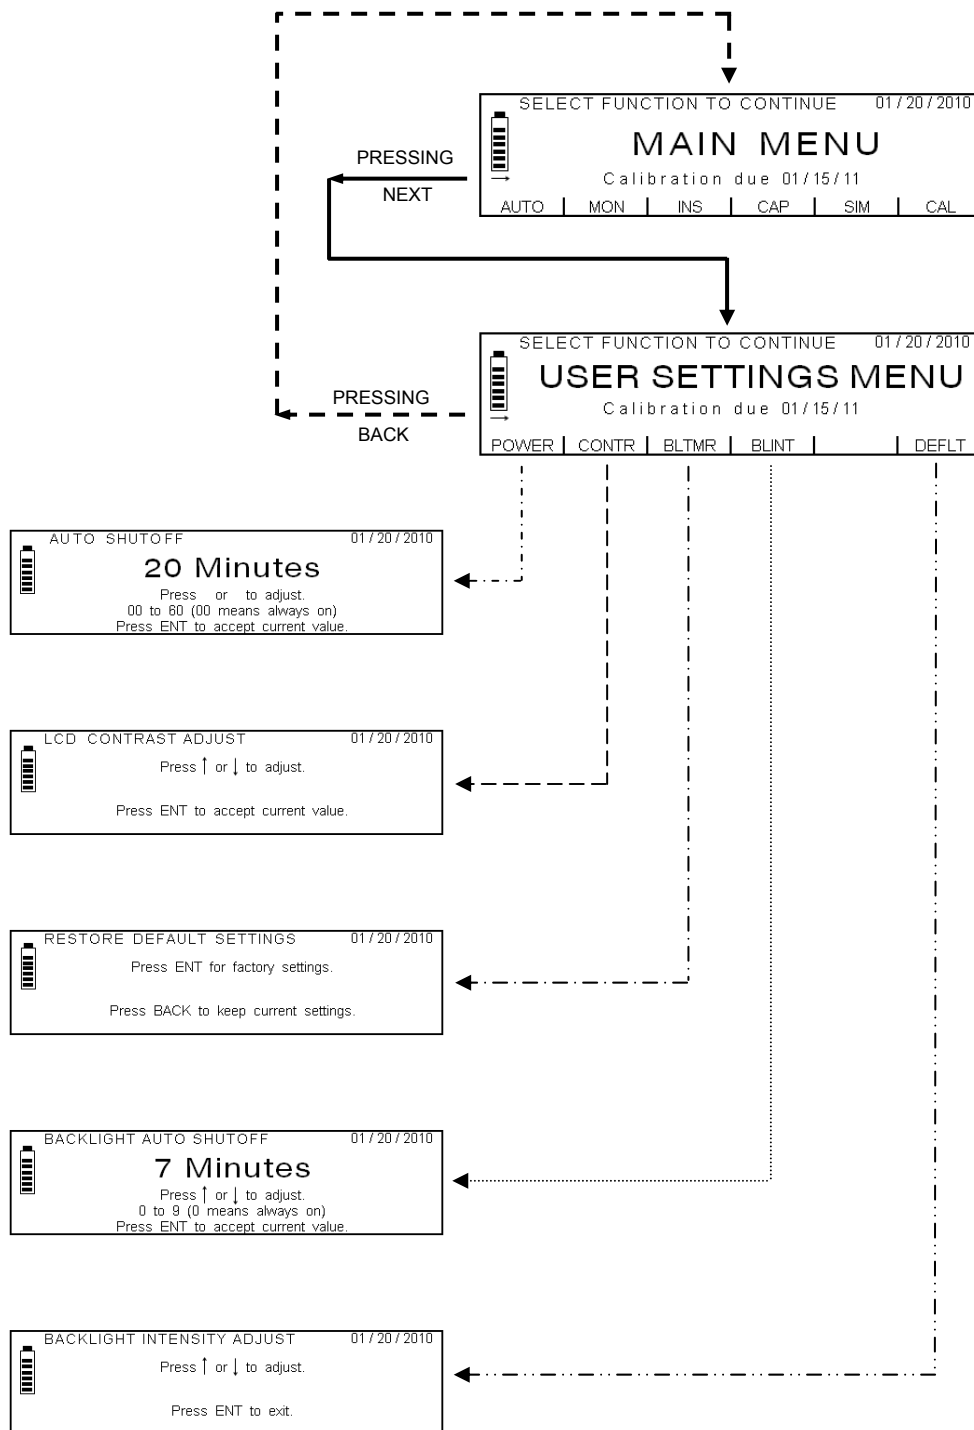 SELECT FUNCTION TO CONTINUE 01/20/2010
MAIN MENU
Calibration due 01/15/11
AUTO MON INS CAP SIM CAL
PRESSING
NEXT
SELECT FUNCTION TO CONTINUE 01/20/2010
USER SETTINGS MENU
Calibration due 01/15/11
POWER CONTR BLTMR BLINT DEFLT
PRESSING
BACK
AUTO SHUTOFF 01/20/2010
20 Minutes
Press or to adjust.
00 to 60 (00 means always on)
Press ENT to accept current value.
LCD CONTRAST ADJUST 01/20/2010
Press ↑ or ↓ to adjust.
Press ENT to accept current value.
RESTORE DEFAULT SETTINGS 01/20/2010
Press ENT for factory settings.
Press BACK to keep current settings.
BACKLIGHT AUTO SHUTOFF 01/20/2010
7 Minutes
Press ↑ or ↓ to adjust.
0 to 9 (0 means always on)
Press ENT to accept current value.
BACKLIGHT INTENSITY ADJUST 01/20/2010
Press ↑ or ↓ to adjust.
Press ENT to exit.